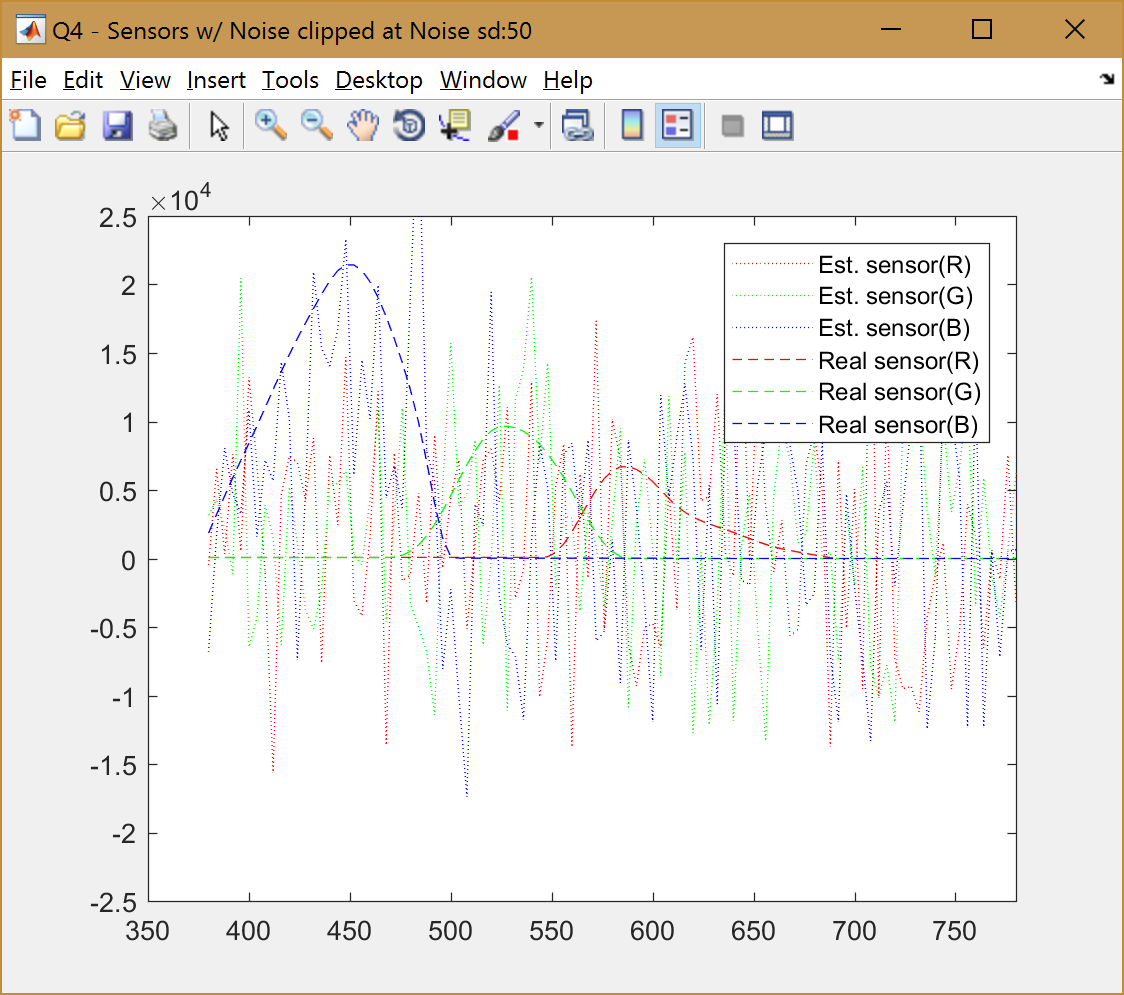 Q4 - Sensors w/ Noise clipped at Noise sd:50
File Edit View Insert Tools Desktop Window Help
×10^4
2.5
2
1.5
1
0.5
0
-0.5
-1
-1.5
-2
-2.5
350 400 450 500 550 600 650 700 750
Est. sensor(R)
Est. sensor(G)
Est. sensor(B)
Real sensor(R)
Real sensor(G)
Real sensor(B)